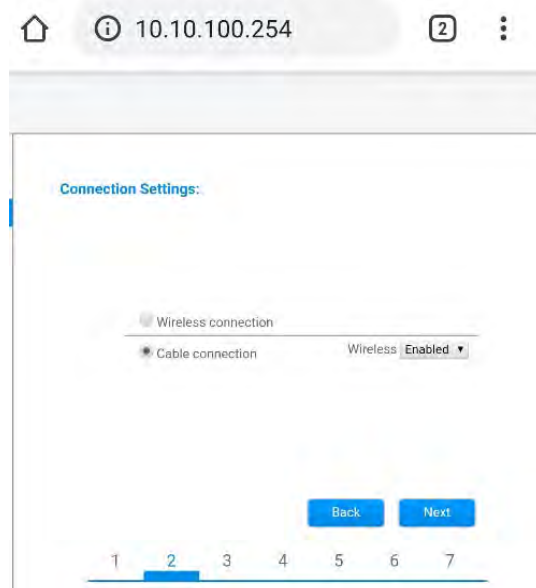 10.10.100.254 2
Connection Settings:
Wireless connection
Cable connection Wireless Enabled
Back Next
1 2 3 4 5 6 7